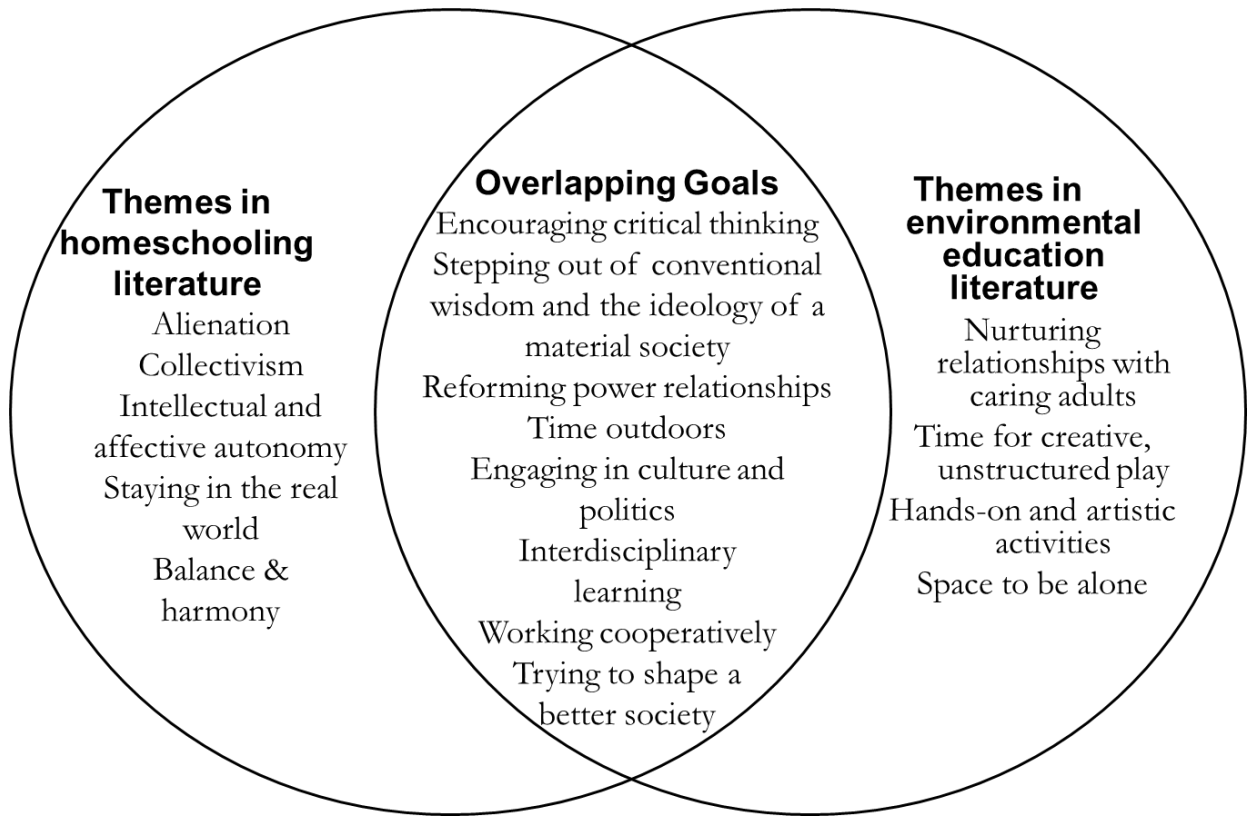 Themes in
homeschooling
literature
Alienation
Collectivism
Intellectual and
affective autonomy
Staying in the real
world
Balance &
harmony
Overlapping Goals
Encouraging critical thinking
Stepping out of conventional
wisdom and the ideology of a
material society
Reforming power relationships
Time outdoors
Engaging in culture and
politics
Interdisciplinary
learning
Working cooperatively
Trying to shape a
better society
Themes in
environmental
education
literature
Nurturing
relationships with
caring adults
Time for creative,
unstructured play
Hands-on and artistic
activities
Space to be alone